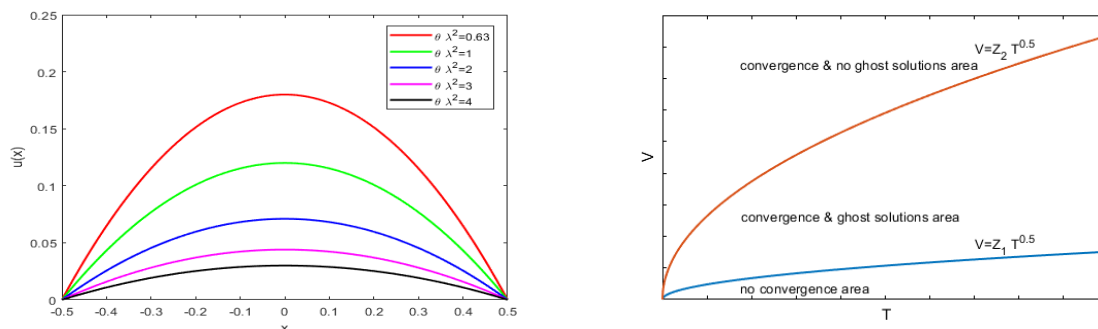 0.25
0.2
0.15
0.1
0.05
0
u(x)
-0.5 -0.4 -0.3 -0.2 -0.1 0 0.1 0.2 0.3 0.4 0.5
θ λ²=0.63
θ λ²=1
θ λ²=2
θ λ²=3
θ λ²=4
V=Z₂ T^0.5
convergence & no ghost solutions area
V
convergence & ghost solutions area
V=Z₁ T^0.5
no convergence area
T